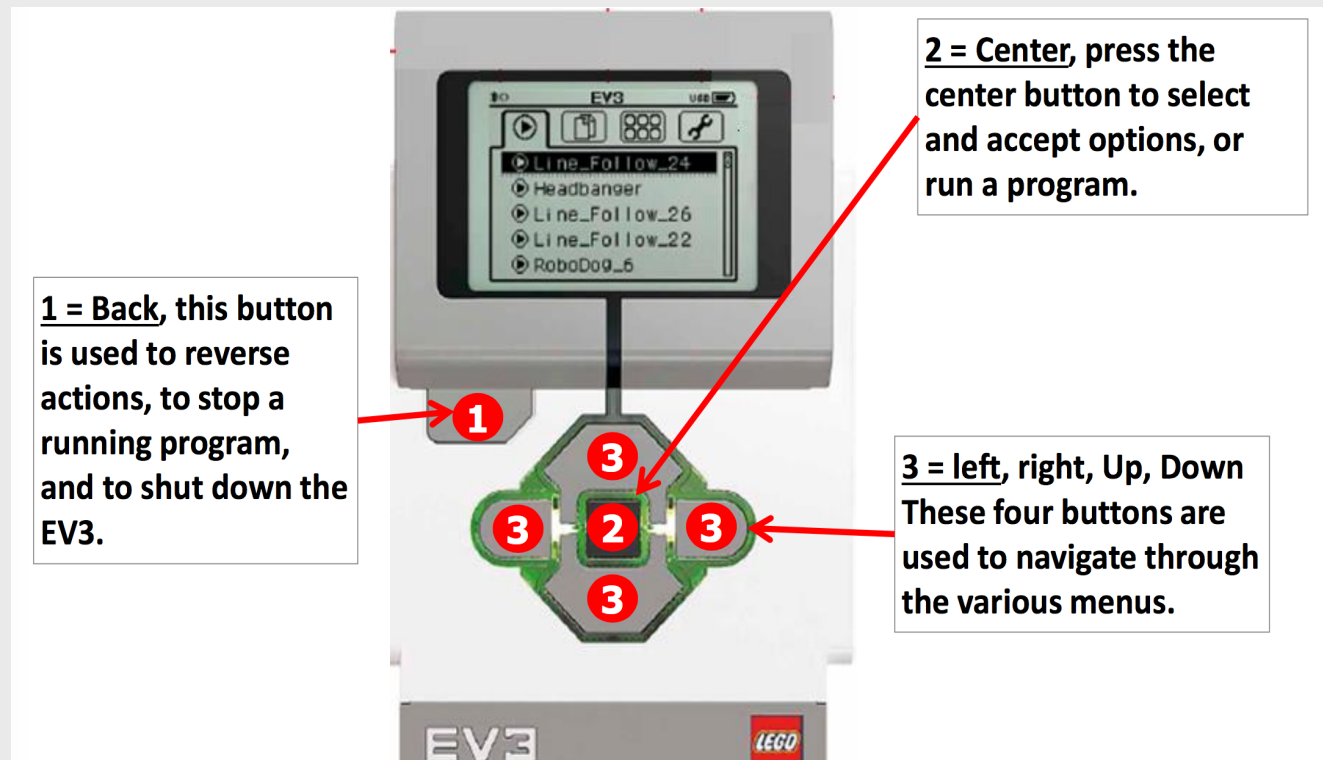 EV3 USB
Line_Follow_24
Headbanger
Line_Follow_26
Line_Follow_22
RoboDog_6
2 = Center, press the
center button to select
and accept options, or
run a program.
1 = Back, this button
is used to reverse
actions, to stop a
running program,
and to shut down the
EV3.
1
3
3 2 3
3
3 = left, right, Up, Down
These four buttons are
used to navigate through
the various menus.
EV3 LEGO